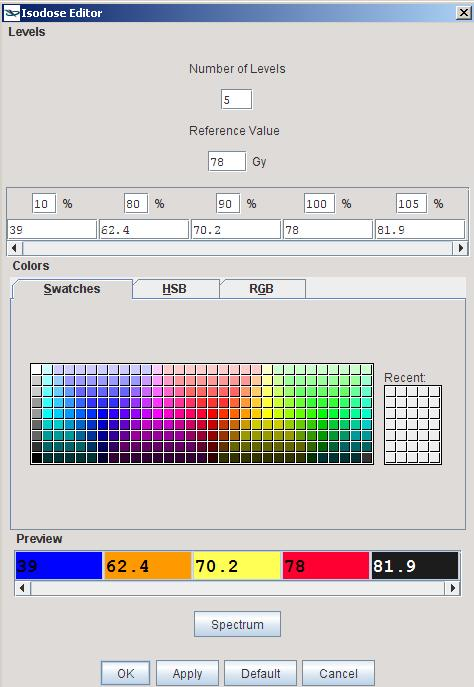 Isodose Editor
Levels
Number of Levels
5
Reference Value
78 Gy
10 % 80 % 90 % 100 % 105 %
39 62.4 70.2 78 81.9
Colors
Swatches HSB RGB
Recent:
Preview
39 62.4 70.2 78 81.9
Spectrum
OK Apply Default Cancel